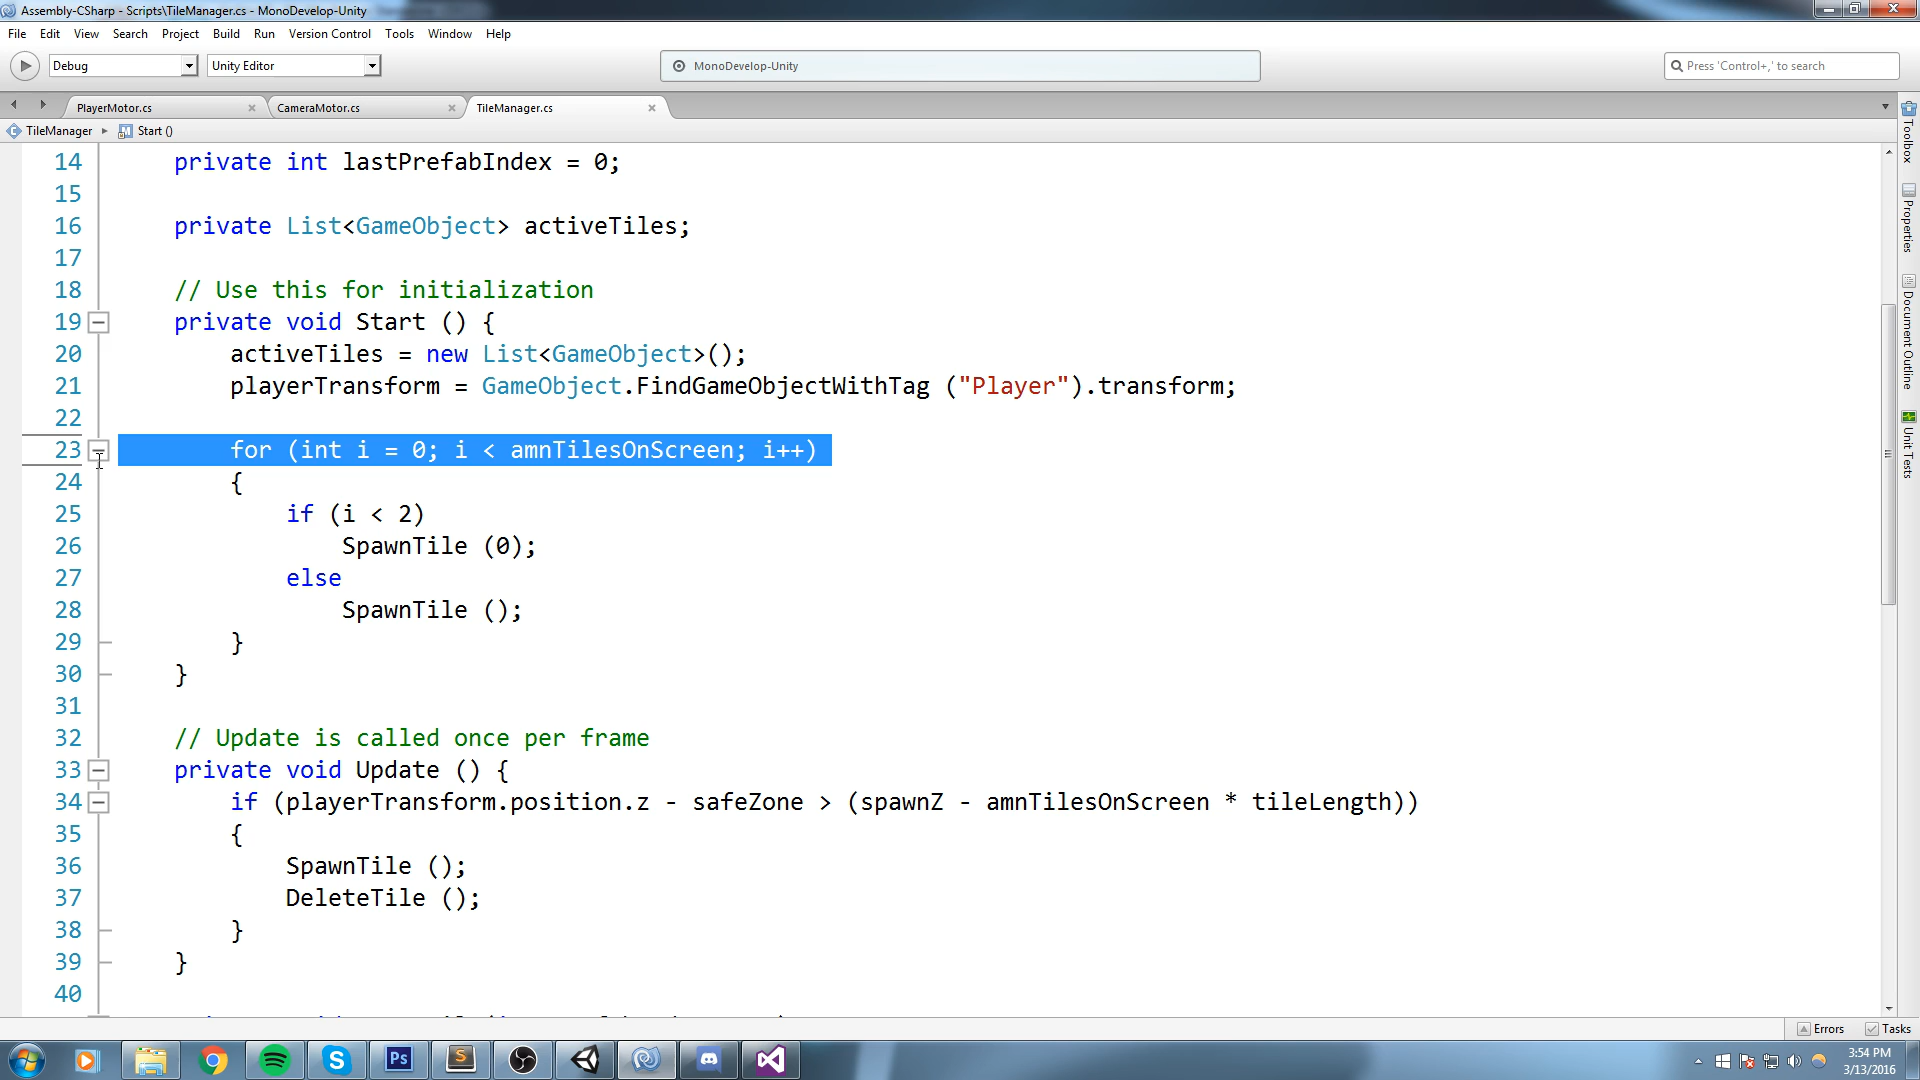 Assembly-CSharp - Scripts\TileManager.cs - MonoDevelop-Unity
File Edit View Search Project Build Run Version Control Tools Window Help
Debug Unity Editor MonoDevelop-Unity Press 'Control+,' to search
PlayerMotor.cs CameraMotor.cs TileManager.cs
TileManager Start ()
14 private int lastPrefabIndex = 0;
15
16 private List<GameObject> activeTiles;
17
18 // Use this for initialization
19 private void Start () {
20 activeTiles = new List<GameObject>();
21 playerTransform = GameObject.FindGameObjectWithTag ("Player").transform;
22
23 for (int i = 0; i < amnTilesOnScreen; i++)
24 {
25 if (i < 2)
26 SpawnTile (0);
27 else
28 SpawnTile ();
29 }
30 }
31
32 // Update is called once per frame
33 private void Update () {
34 if (playerTransform.position.z - safeZone > (spawnZ - amnTilesOnScreen * tileLength))
35 {
36 SpawnTile ();
37 DeleteTile ();
38 }
39 }
40
Toolbox
Properties
Document Outline
Unit Tests
Errors Tasks
Ps
S
3:54 PM
3/13/2016